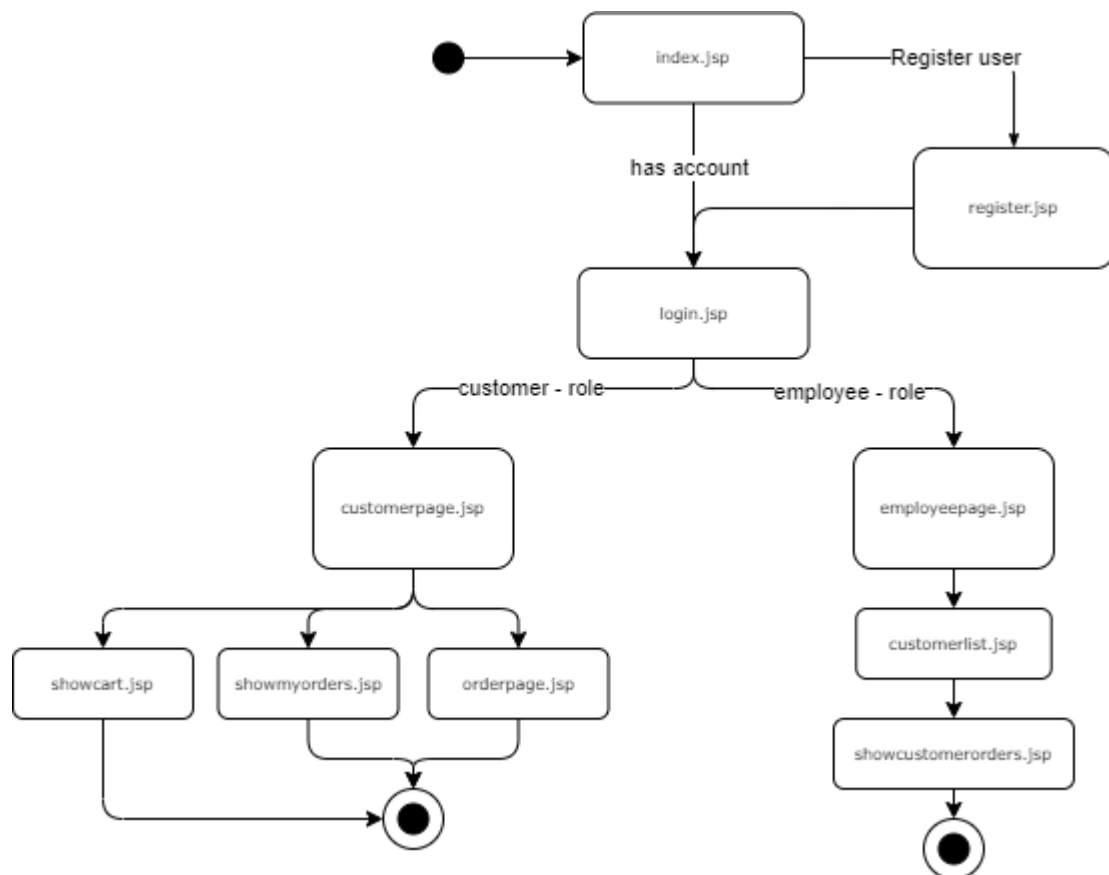 index.jsp
Register user
has account
register.jsp
login.jsp
customer - role
employee - role
customerpage.jsp
employeepage.jsp
customerlist.jsp
showcart.jsp
showmyorders.jsp
orderpage.jsp
showcustomerorders.jsp